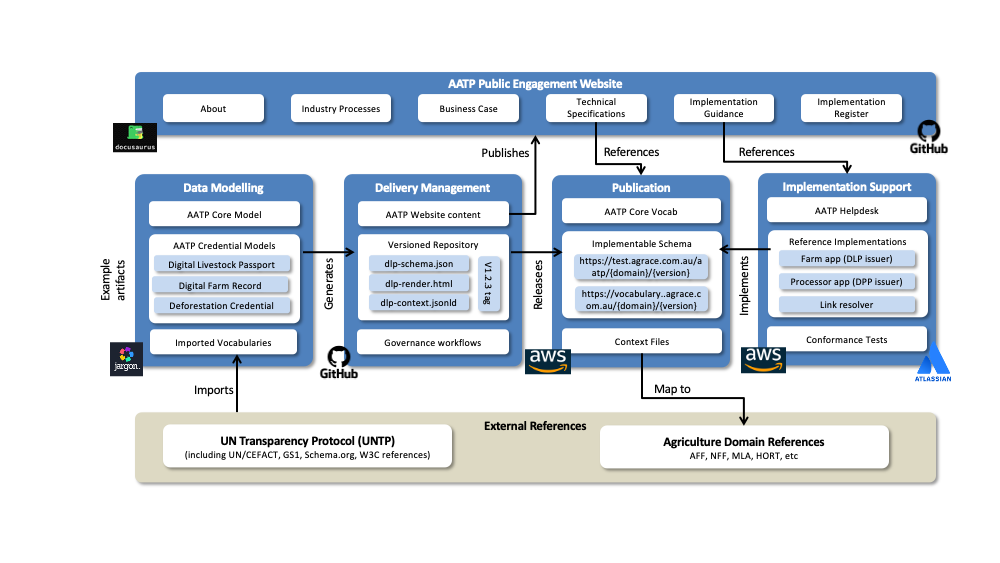 AATP Public Engagement Website
About
Industry Processes
Business Case
Technical
Specifications
Implementation
Guidance
Implementation
Register
docusaurus
GitHub
Publishes
References
References
Data Modelling
AATP Core Model
AATP Credential Models
Digital Livestock Passport
Digital Farm Record
Deforestation Credential
Imported Vocabularies
Example
artifacts
jargon.
Generates
Delivery Management
AATP Website content
Versioned Repository
dlp-schema.json
dlp-render.html
dlp-context.jsonld
V1.2.3 tag
Governance workflows
GitHub
Releasees
Publication
AATP Core Vocab
Implementable Schema
https://test.agrace.com.au/a
atp/{domain}/{version}
https://vocabulary..agrace.c
om.au/{domain}/{version}
Context Files
aws
Implements
Implementation Support
AATP Helpdesk
Reference Implementations
Farm app (DLP issuer)
Processor app (DPP issuer)
Link resolver
Conformance Tests
aws
ATLASSIAN
Imports
Map to
External References
UN Transparency Protocol (UNTP)
(including UN/CEFACT, GS1, Schema.org, W3C references)
Agriculture Domain References
AFF, NFF, MLA, HORT, etc